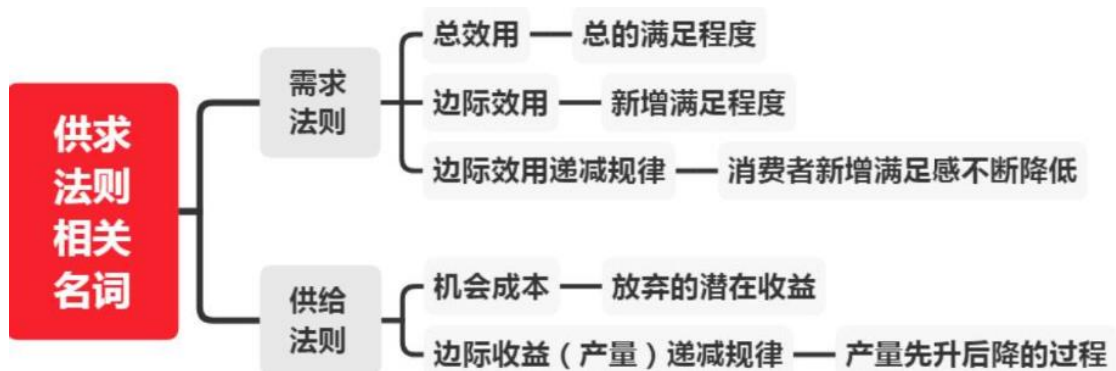 供求
法则
相关
名词
需求
法则
总效用
总的满足程度
边际效用
新增满足程度
边际效用递减规律
消费者新增满足感不断降低
供给
法则
机会成本
放弃的潜在收益
边际收益（产量）递减规律
产量先升后降的过程